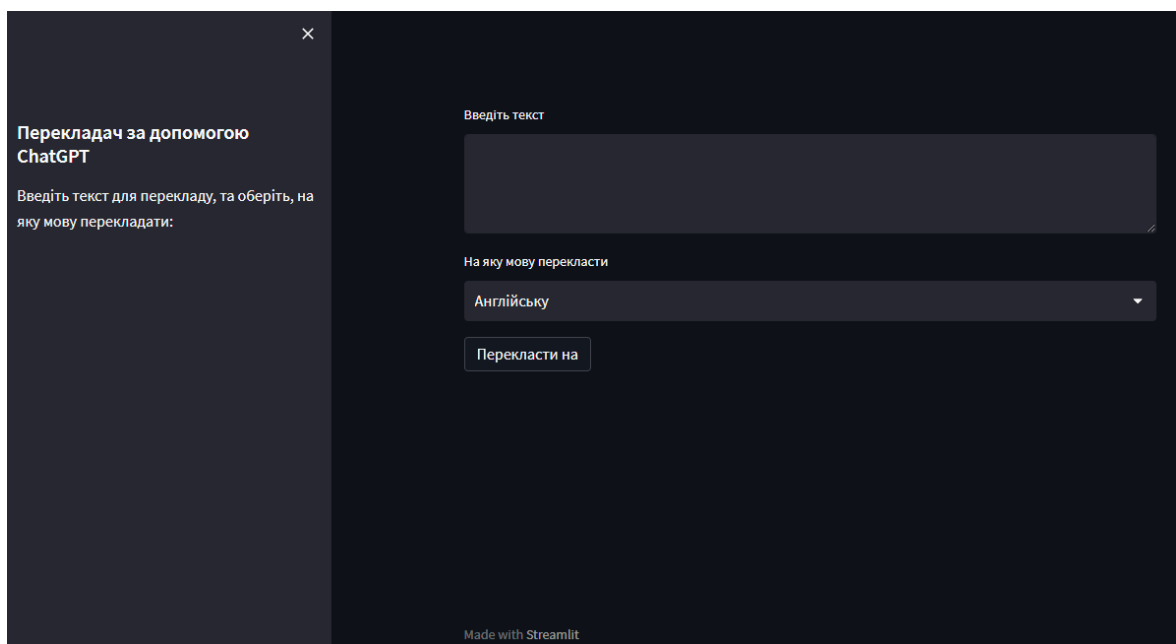 Перекладач за допомогою
ChatGPT
Введіть текст для перекладу, та оберіть, на
яку мову перекладати:
Введіть текст
На яку мову перекласти
Англійську
Перекласти на
Made with Streamlit